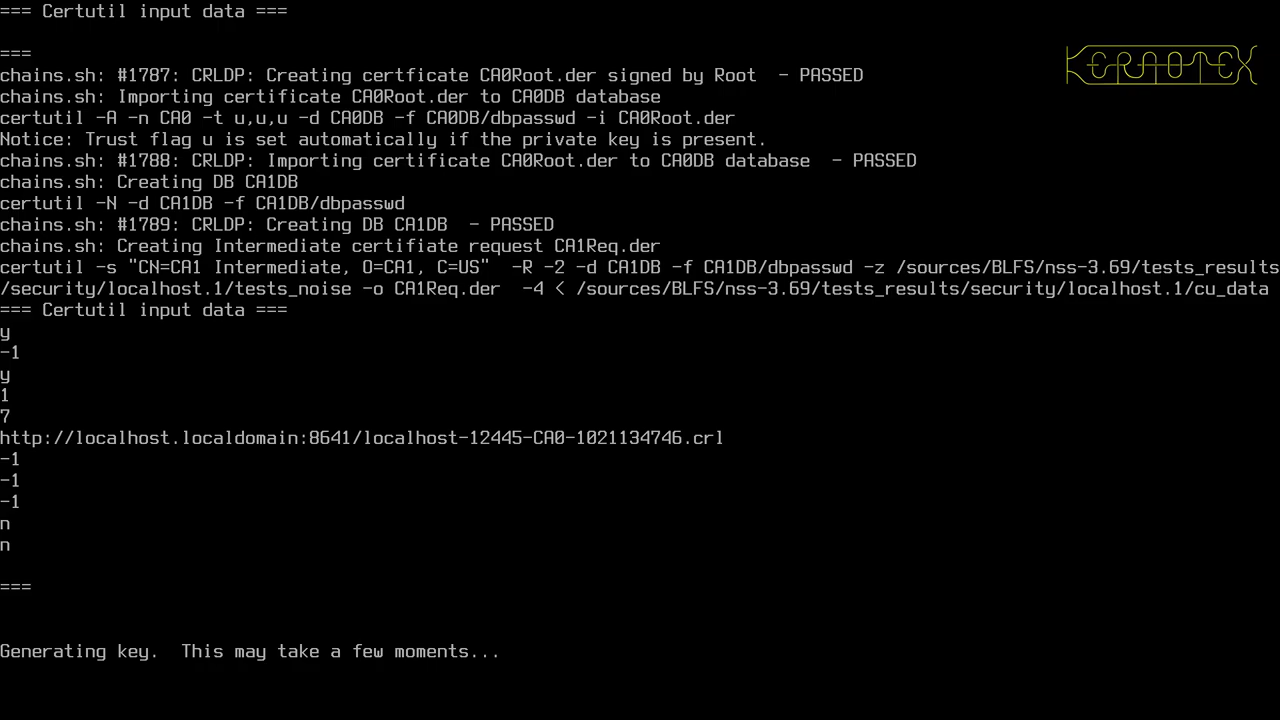 === Certutil input data ===
===
chains.sh: #1787: CRLDP: Creating certficate CA0Root.der signed by Root  - PASSED
chains.sh: Importing certificate CA0Root.der to CA0DB database
certutil -A -n CA0 -t u,u,u -d CA0DB -f CA0DB/dbpasswd -i CA0Root.der
Notice: Trust flag u is set automatically if the private key is present.
chains.sh: #1788: CRLDP: Importing certificate CA0Root.der to CA0DB database  - PASSED
chains.sh: Creating DB CA1DB
certutil -N -d CA1DB -f CA1DB/dbpasswd
chains.sh: #1789: CRLDP: Creating DB CA1DB  - PASSED
chains.sh: Creating Intermediate certifiate request CA1Req.der
certutil -s "CN=CA1 Intermediate, O=CA1, C=US"  -R -2 -d CA1DB -f CA1DB/dbpasswd -z /sources/BLFS/nss-3.69/tests_results
/security/localhost.1/tests_noise -o CA1Req.der  -4 < /sources/BLFS/nss-3.69/tests_results/security/localhost.1/cu_data
=== Certutil input data ===
y
-1
y
1
7
http://localhost.localdomain:8641/localhost-12445-CA0-1021134746.crl
-1
-1
-1
n
n
===
Generating key.  This may take a few moments...